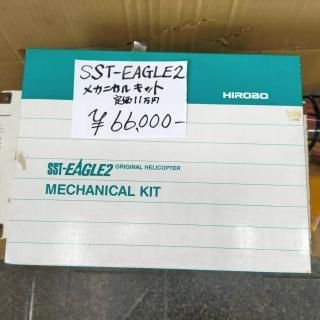 SST-EAGLE2
メカニカルキット
定価11万円
¥66,000-
HIROBO
SST-EAGLE2 ORIGINAL HELICOPTER
MECHANICAL KIT